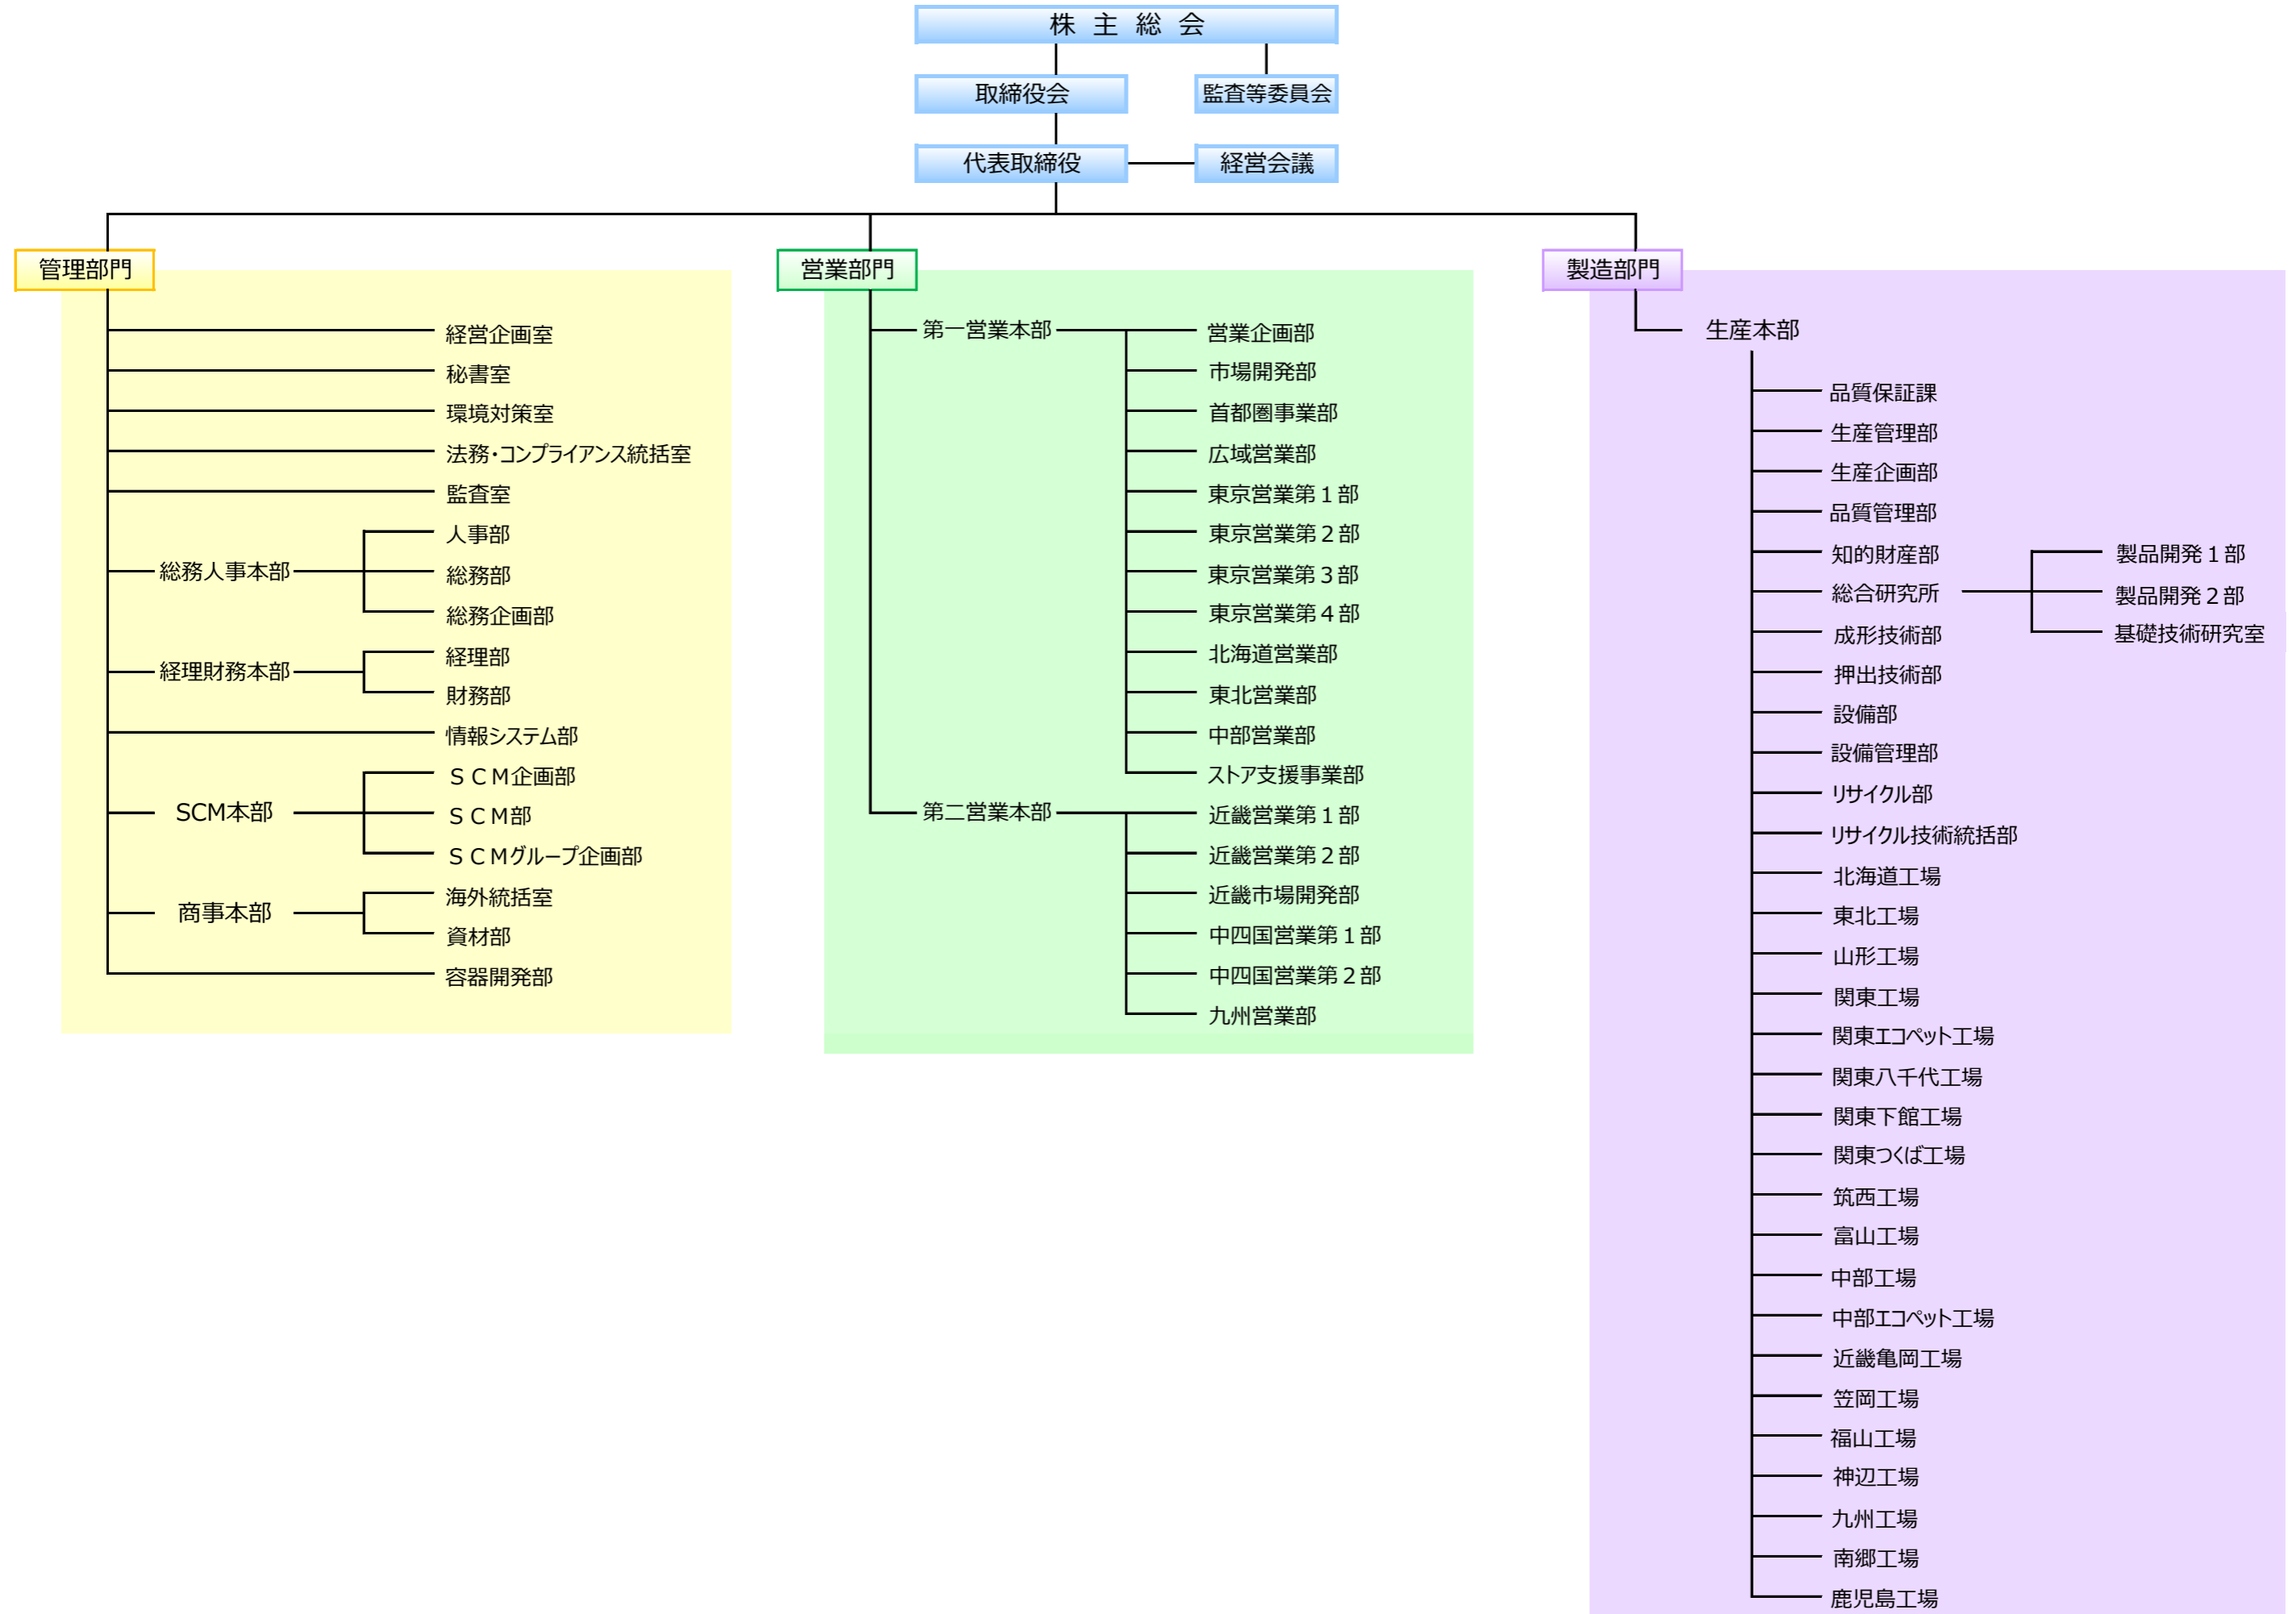 株 主 総 会
取締役会
監査等委員会
代表取締役
経営会議
管理部門
経営企画室
秘書室
環境対策室
法務・コンプライアンス統括室
監査室
総務人事本部
人事部
総務部
総務企画部
経理財務本部
経理部
財務部
情報システム部
SCM本部
ＳＣＭ企画部
ＳＣＭ部
ＳＣＭグループ企画部
商事本部
海外統括室
資材部
容器開発部
営業部門
第一営業本部
営業企画部
市場開発部
首都圏事業部
広域営業部
東京営業第１部
東京営業第２部
東京営業第３部
東京営業第４部
北海道営業部
東北営業部
中部営業部
ストア支援事業部
第二営業本部
近畿営業第１部
近畿営業第２部
近畿市場開発部
中四国営業第１部
中四国営業第２部
九州営業部
製造部門
生産本部
品質保証課
生産管理部
生産企画部
品質管理部
知的財産部
総合研究所
製品開発１部
製品開発２部
基礎技術研究室
成形技術部
押出技術部
設備部
設備管理部
リサイクル部
リサイクル技術統括部
北海道工場
東北工場
山形工場
関東工場
関東エコペット工場
関東八千代工場
関東下館工場
関東つくば工場
筑西工場
富山工場
中部工場
中部エコペット工場
近畿亀岡工場
笠岡工場
福山工場
神辺工場
九州工場
南郷工場
鹿児島工場